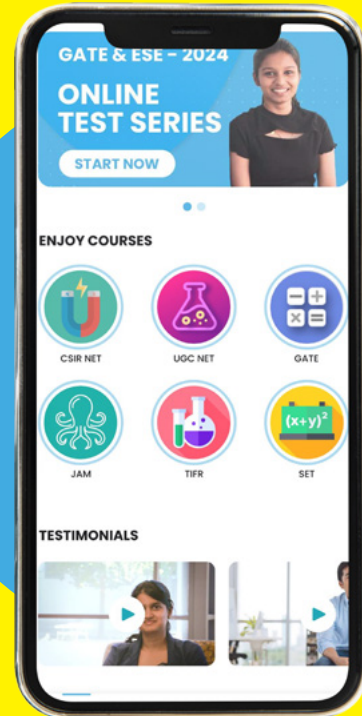 GATE & ESE - 2024
ONLINE
TEST SERIES
START NOW
ENJOY COURSES
CSIR NET
UGC NET
GATE
JAM
TIFR
(x+y)²
SET
TESTIMONIALS